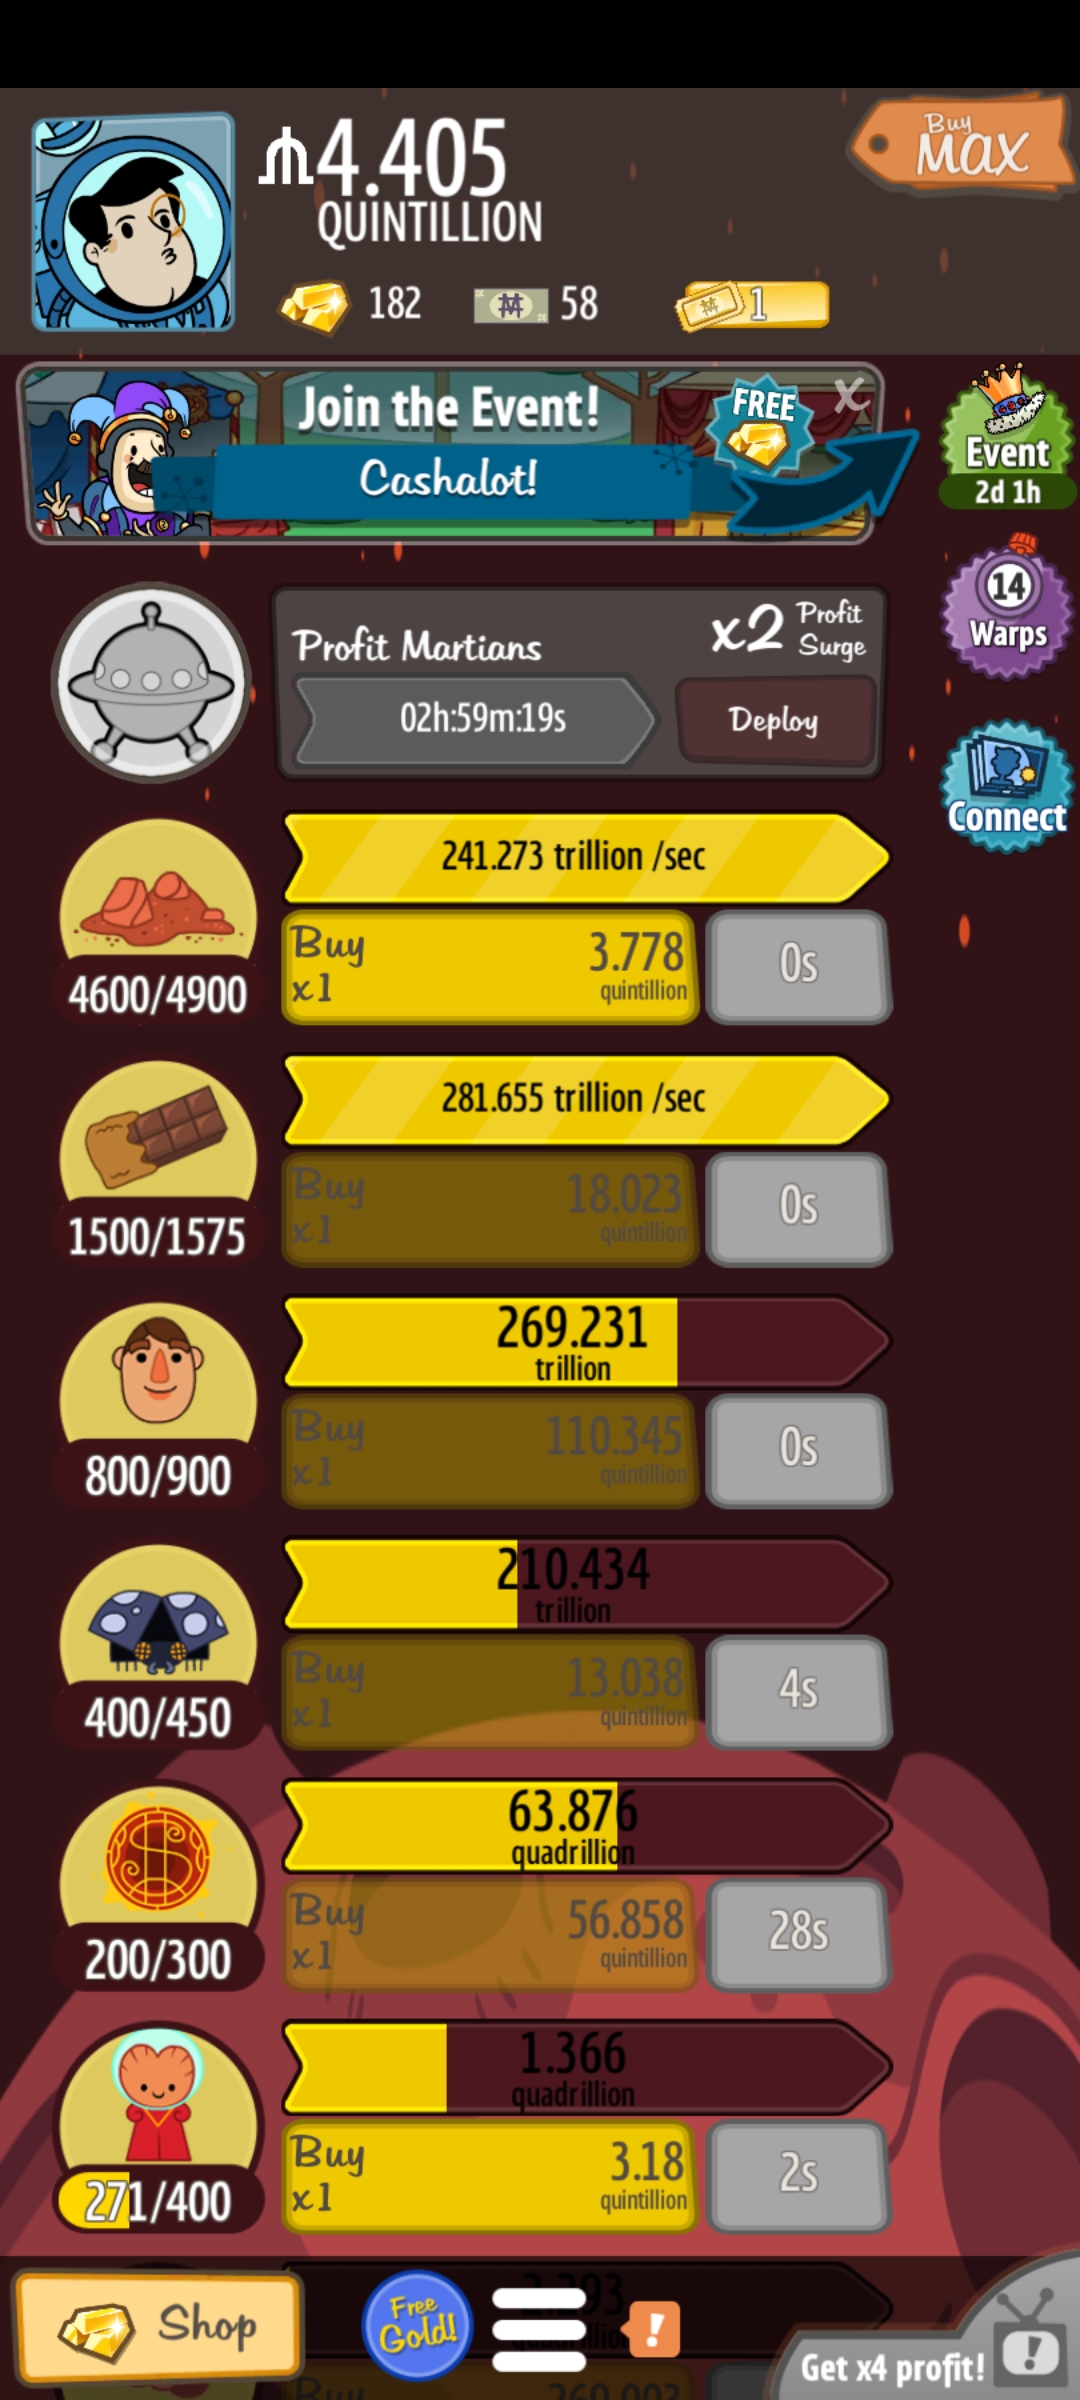 4.405
QUINTILLION
Buy
Max
182
58
1
Join the Event!
FREE
X
Cashalot!
Event
2d 1h
14
Warps
Connect
Profit Martians
x2 Profit
Surge
02h:59m:19s
Deploy
241.273 trillion /sec
Buy 3.778
x1 quintillion
0s
4600/4900
281.655 trillion /sec
Buy 18.023
x1 quintillion
0s
1500/1575
269.231
trillion
Buy 110.345
x1 quintillion
0s
800/900
210.434
trillion
Buy 13.038
x1 quintillion
4s
400/450
63.876
quadrillion
Buy 56.858
x1 quintillion
28s
200/300
1.366
quadrillion
Buy 3.18
x1 quintillion
2s
271/400
Shop
Free
Gold!
!
Get x4 profit!
!
Buy